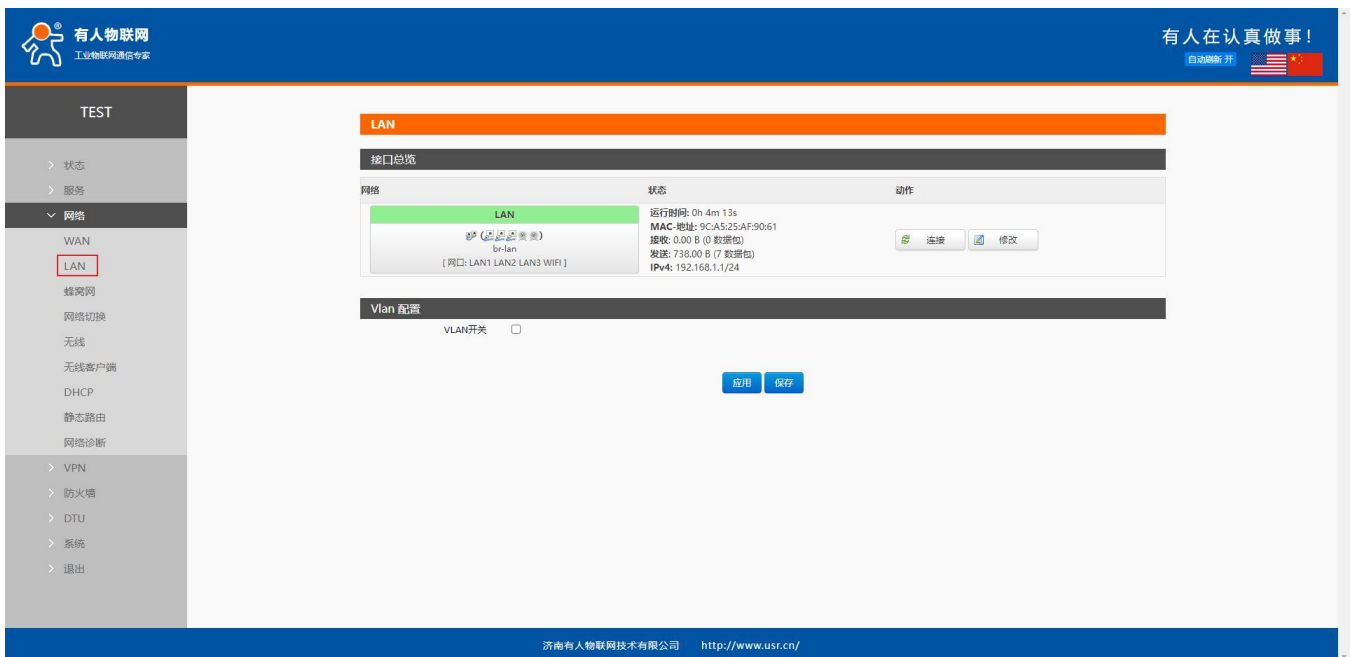 有人物联网
工业物联网通信专家
有人在认真做事!
自动刷新 开
TEST
状态
服务
网络
WAN
LAN
蜂窝网
网络切换
无线
无线客户端
DHCP
静态路由
网络诊断
VPN
防火墙
DTU
系统
退出
LAN
接口总览
网络 状态 动作
LAN
br-lan
[ 网口: LAN1 LAN2 LAN3 WIFI ]
运行时间: 0h 4m 13s
MAC-地址: 9C:A5:25:AF:90:61
接收: 0.00 B (0 数据包)
发送: 738.00 B (7 数据包)
IPv4: 192.168.1.1/24
连接 修改
Vlan 配置
VLAN开关
应用 保存
济南有人物联网技术有限公司 http://www.usr.cn/